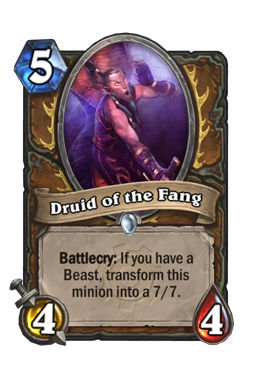 5
Druid of the Fang
Battlecry: If you have a
Beast, transform this
minion into a 7/7.
4
4